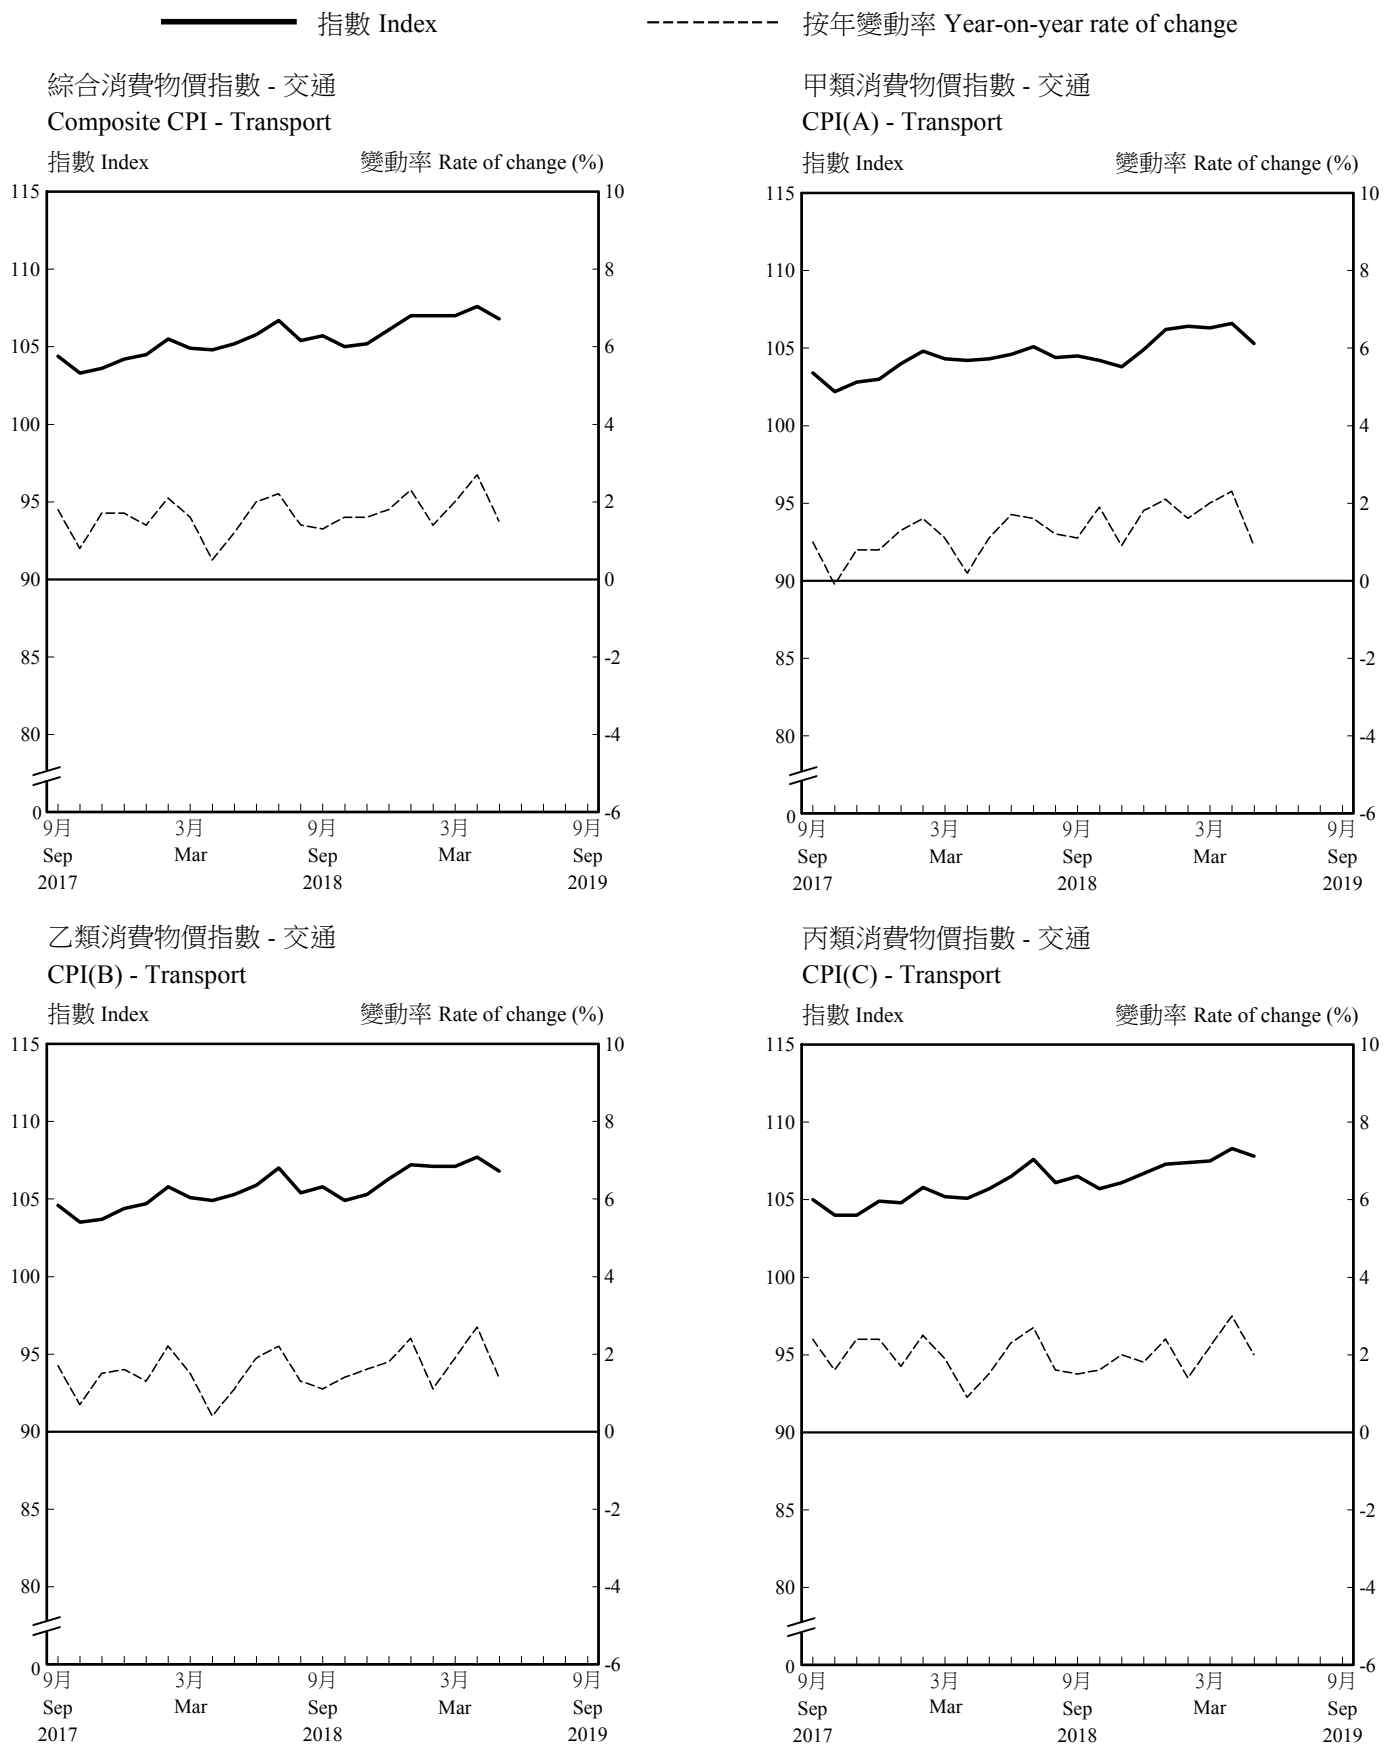 指數 Index
按年變動率 Year-on-year rate of change
綜合消費物價指數 - 交通
Composite CPI - Transport
指數 Index 變動率 Rate of change (%)
115 10
110 8
105 6
100 4
95 2
90 0
85 -2
80 -4
0 -6
9月 3月 9月 3月 9月
Sep Mar Sep Mar Sep
2017 2018 2019
甲類消費物價指數 - 交通
CPI(A) - Transport
指數 Index 變動率 Rate of change (%)
115 10
110 8
105 6
100 4
95 2
90 0
85 -2
80 -4
0 -6
9月 3月 9月 3月 9月
Sep Mar Sep Mar Sep
2017 2018 2019
乙類消費物價指數 - 交通
CPI(B) - Transport
指數 Index 變動率 Rate of change (%)
115 10
110 8
105 6
100 4
95 2
90 0
85 -2
80 -4
0 -6
9月 3月 9月 3月 9月
Sep Mar Sep Mar Sep
2017 2018 2019
丙類消費物價指數 - 交通
CPI(C) - Transport
指數 Index 變動率 Rate of change (%)
115 10
110 8
105 6
100 4
95 2
90 0
85 -2
80 -4
0 -6
9月 3月 9月 3月 9月
Sep Mar Sep Mar Sep
2017 2018 2019